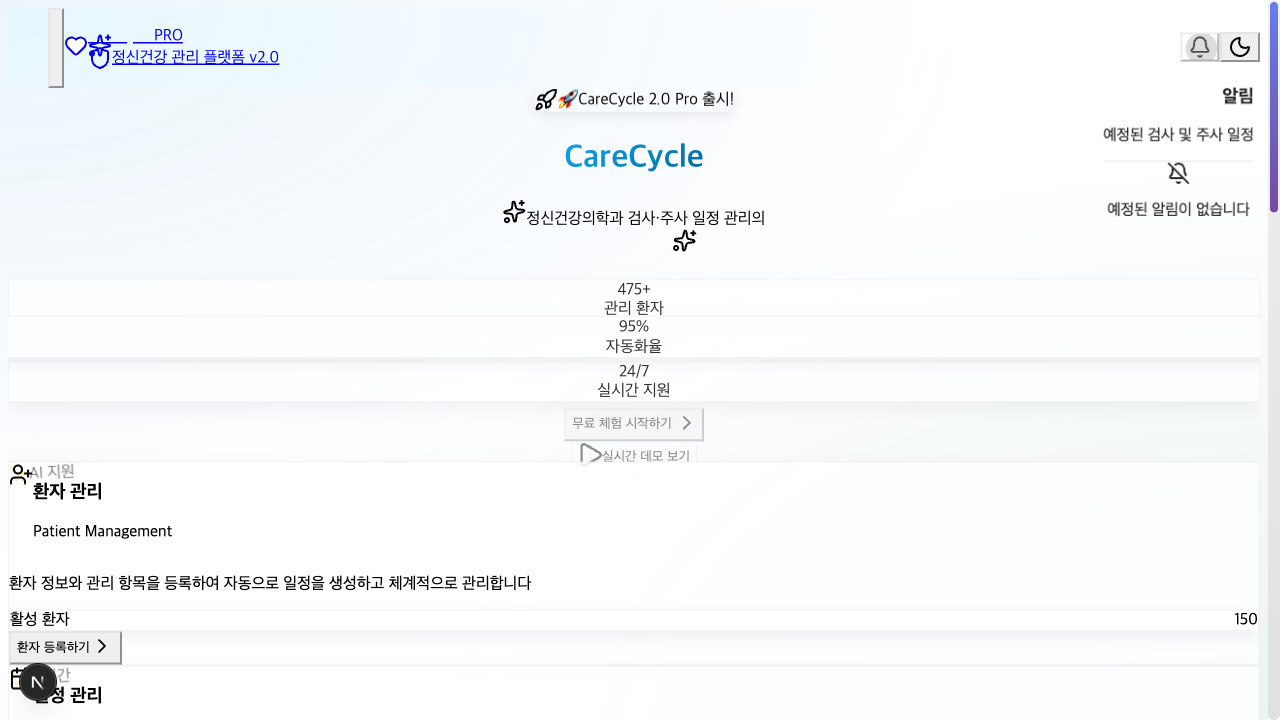 PRO
정신건강 관리 플랫폼 v2.0
알림
예정된 검사 및 주사 일정
예정된 알림이 없습니다
🚀CareCycle 2.0 Pro 출시!
CareCycle
정신건강의학과 검사·주사 일정 관리의
475+
관리 환자
95%
자동화율
24/7
실시간 지원
무료 체험 시작하기
실시간 데모 보기
AI 지원
환자 관리
Patient Management
환자 정보와 관리 항목을 등록하여 자동으로 일정을 생성하고 체계적으로 관리합니다
활성 환자 150
환자 등록하기
관리
N